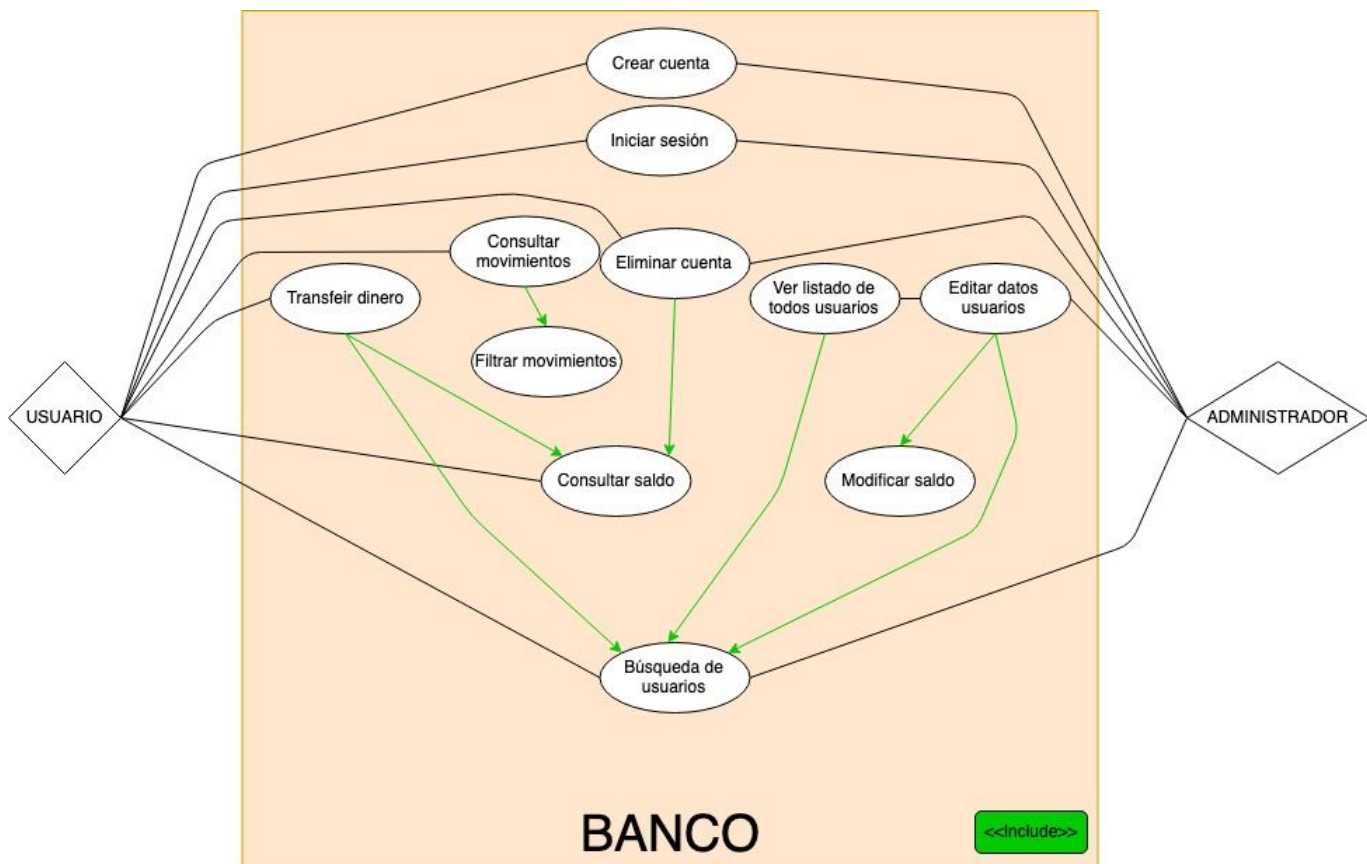 Crear cuenta
Iniciar sesión
Consultar
movimientos
Eliminar cuenta
Transfeir dinero
Ver listado de
todos usuarios
Editar datos
usuarios
Filtrar movimientos
USUARIO
ADMINISTRADOR
Consultar saldo
Modificar saldo
Búsqueda de
usuarios
BANCO
<<Include>>